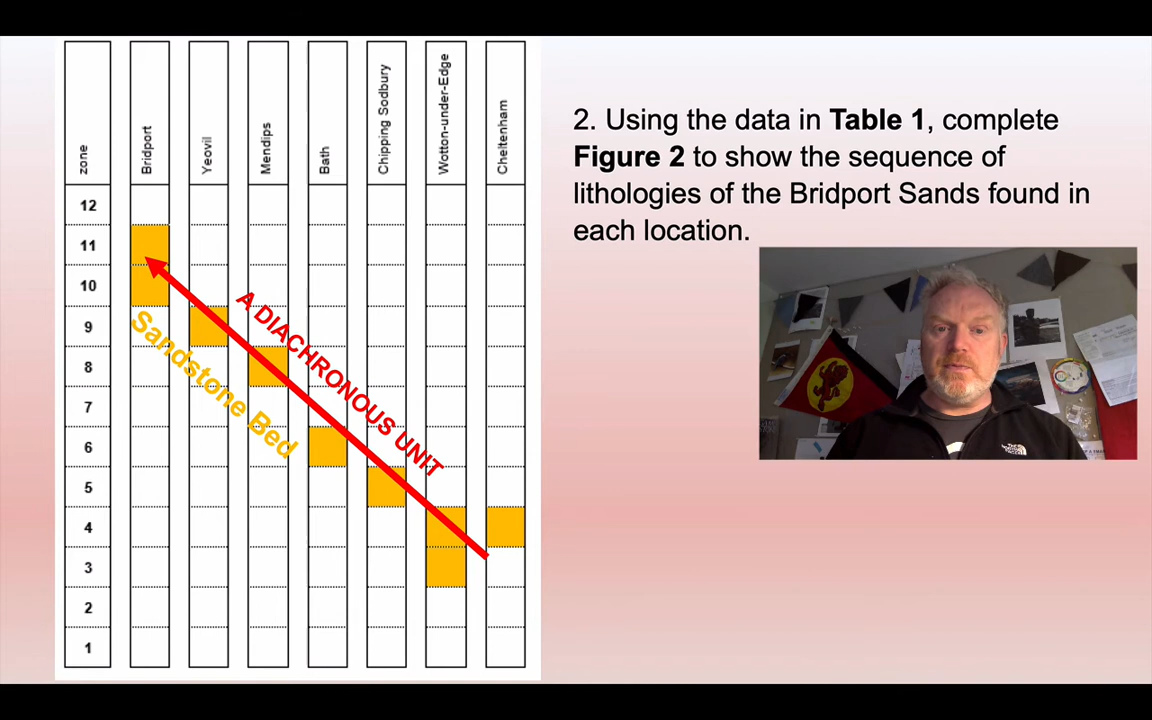 zone
Bridport
Yeovil
Mendips
Bath
Chipping Sodbury
Wotton-under-Edge
Cheltenham
12
11
10
9
8
7
6
5
4
3
2
1
A DIACHRONOUS UNIT
Sandstone Bed
2. Using the data in Table 1, complete
Figure 2 to show the sequence of
lithologies of the Bridport Sands found in
each location.